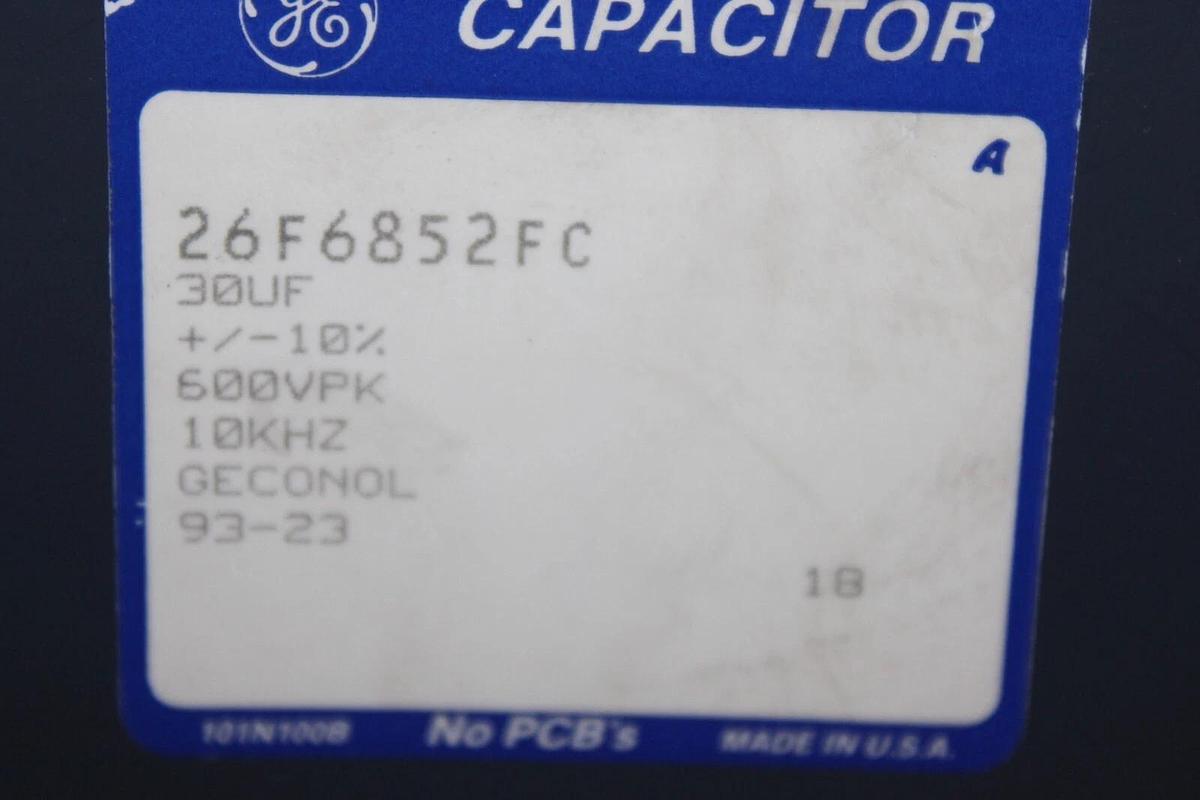 GE CAPACITOR
A
26F6852FC
30UF
+/-10%
600VPK
10KHZ
GECONOL
93-23
18
101N100B No PCB's MADE IN U.S.A.